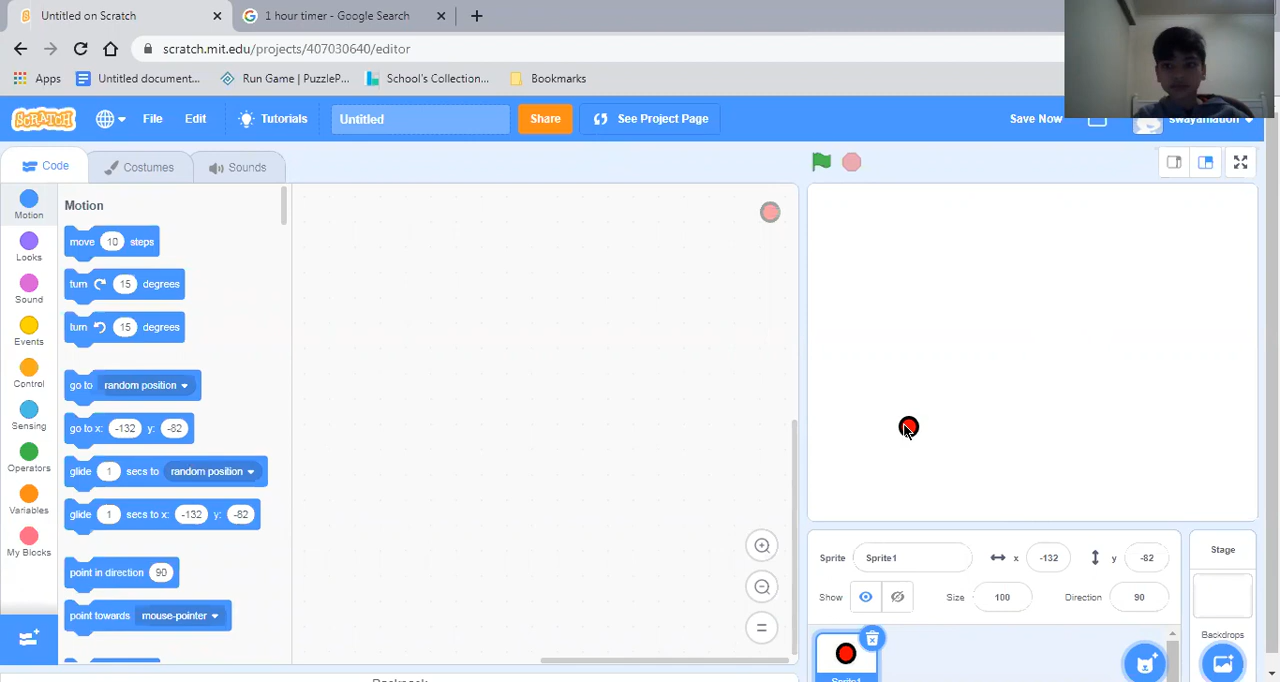 Untitled on Scratch
1 hour timer - Google Search
scratch.mit.edu/projects/407030640/editor
Apps
Untitled document...
Run Game | PuzzleP...
School's Collection...
Bookmarks
SCRATCH
File
Edit
Tutorials
Untitled
Share
See Project Page
Save Now
swayamation
Code
Costumes
Sounds
Motion
Looks
Sound
Events
Control
Sensing
Operators
Variables
My Blocks
Motion
move 10 steps
turn 15 degrees
turn 15 degrees
go to random position
go to x: -132 y: -82
glide 1 secs to random position
glide 1 secs to x: -132 y: -82
point in direction 90
point towards mouse-pointer
Sprite Sprite1 x -132 y -82
Show Size 100 Direction 90
Sprite1
Stage
Backdrops
Backpack